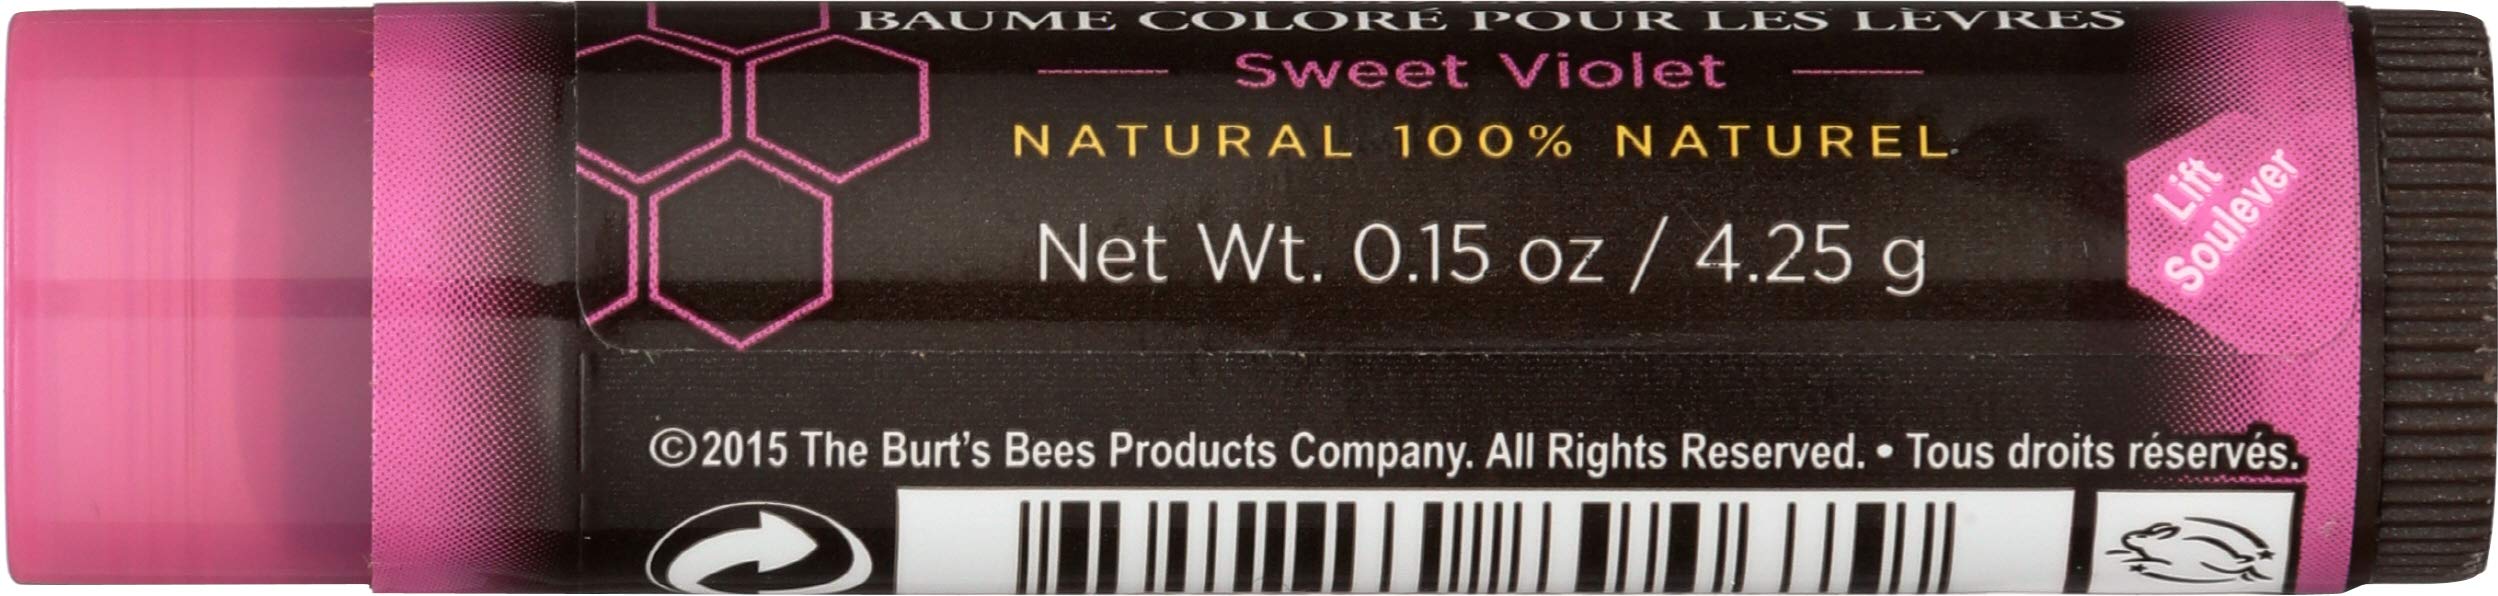 BAUME COLORÉ POUR LES LÈVRES
Sweet Violet
NATURAL 100% NATUREL
Net Wt. 0.15 oz / 4.25 g
Lift
Soulever
©2015 The Burt's Bees Products Company. All Rights Reserved. • Tous droits réservés.